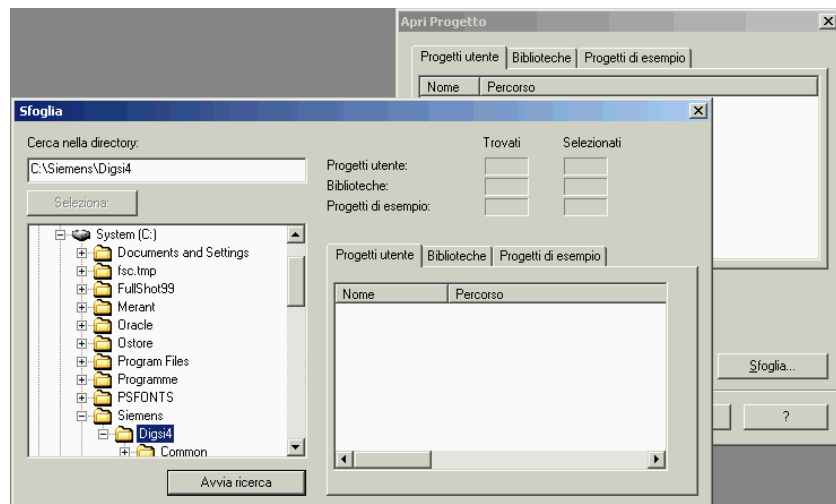 Apri Progetto
Progetti utente Biblioteche Progetti di esempio
Nome Percorso
Sfoglia
Cerca nella directory:
C:\Siemens\Digsi4
Seleziona:
System (C:)
Documents and Settings
fsc.tmp
FullShot99
Merant
Oracle
Ostore
Program Files
Programme
PSFONTS
Siemens
Digsi4
Common
Avvia ricerca
Trovati Selezionati
Progetti utente:
Biblioteche:
Progetti di esempio:
Progetti utente Biblioteche Progetti di esempio
Nome Percorso
Sfoglia...
?